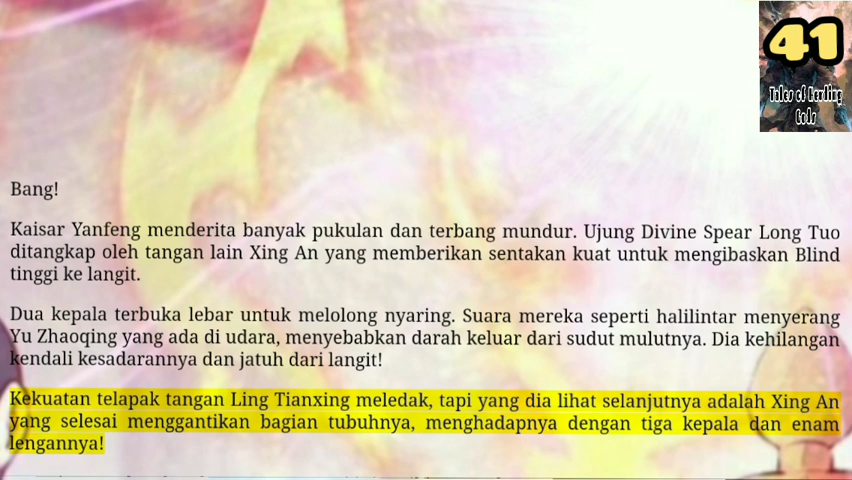 41
Tales of Herding
Gods
Bang!
Kaisar Yanfeng menderita banyak pukulan dan terbang mundur. Ujung Divine Spear Long Tuo
ditangkap oleh tangan lain Xing An yang memberikan sentakan kuat untuk mengibaskan Blind
tinggi ke langit.
Dua kepala terbuka lebar untuk melolong nyaring. Suara mereka seperti halilintar menyerang
Yu Zhaoqing yang ada di udara, menyebabkan darah keluar dari sudut mulutnya. Dia kehilangan
kendali kesadarannya dan jatuh dari langit!
Kekuatan telapak tangan Ling Tianxing meledak, tapi yang dia lihat selanjutnya adalah Xing An
yang selesai menggantikan bagian tubuhnya, menghadapnya dengan tiga kepala dan enam
lengannya!